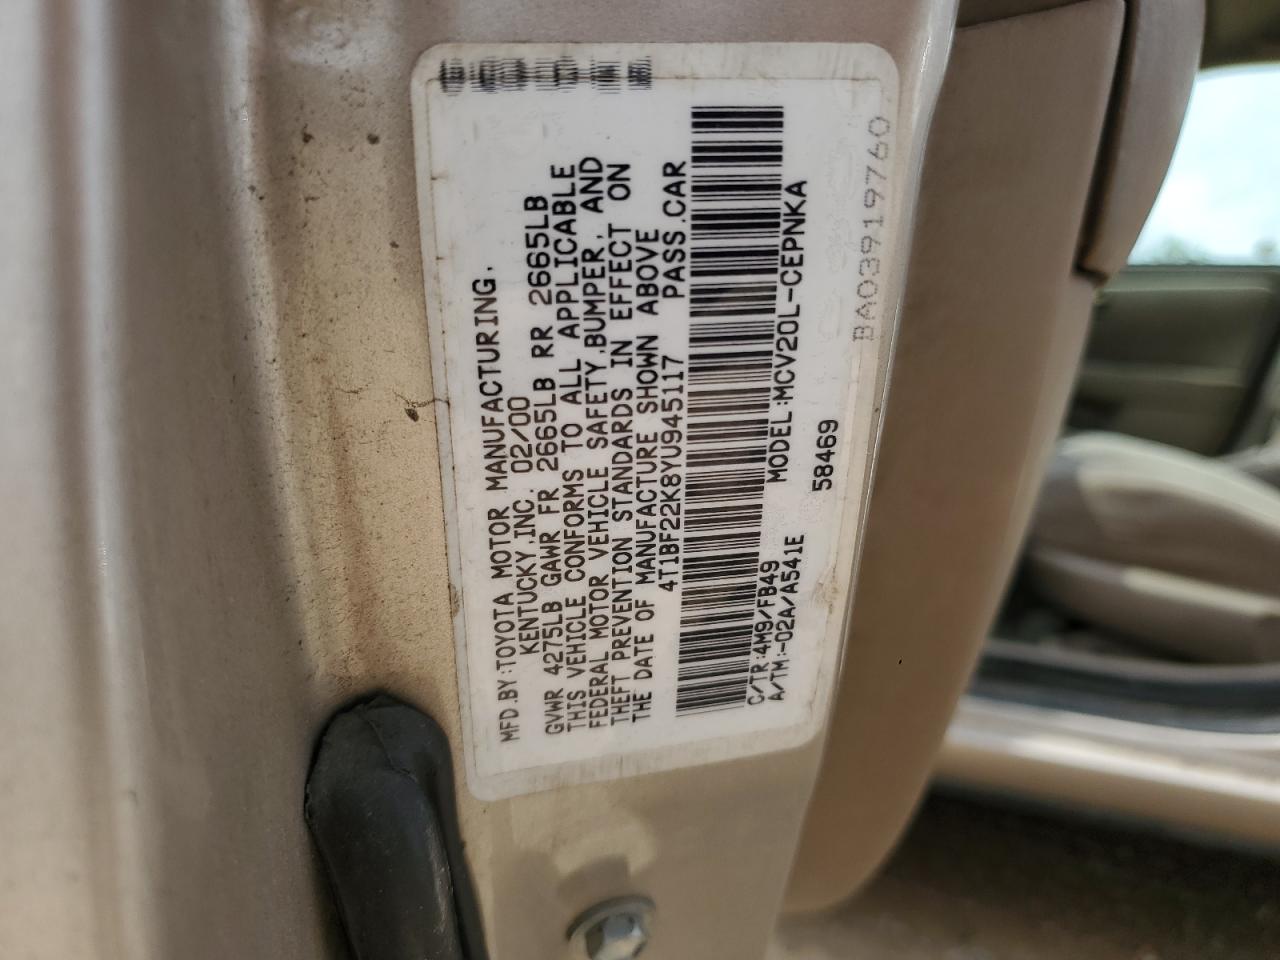 MFD.BY:TOYOTA MOTOR MANUFACTURING.
KENTUCKY,INC. 02/00
GVWR 4275LB GAWR FR 2665LB RR 2665LB
THIS VEHICLE CONFORMS TO ALL APPLICABLE
FEDERAL MOTOR VEHICLE SAFETY,BUMPER, AND
THEFT PREVENTION STANDARDS IN EFFECT ON
THE DATE OF MANUFACTURE SHOWN ABOVE
4T1BF22K8YU945117 PASS.CAR
C/TR:4M9/FB49 MODEL:MCV20L-CEPNKA
A/TM:-02A/A541E 58469
BA03919760